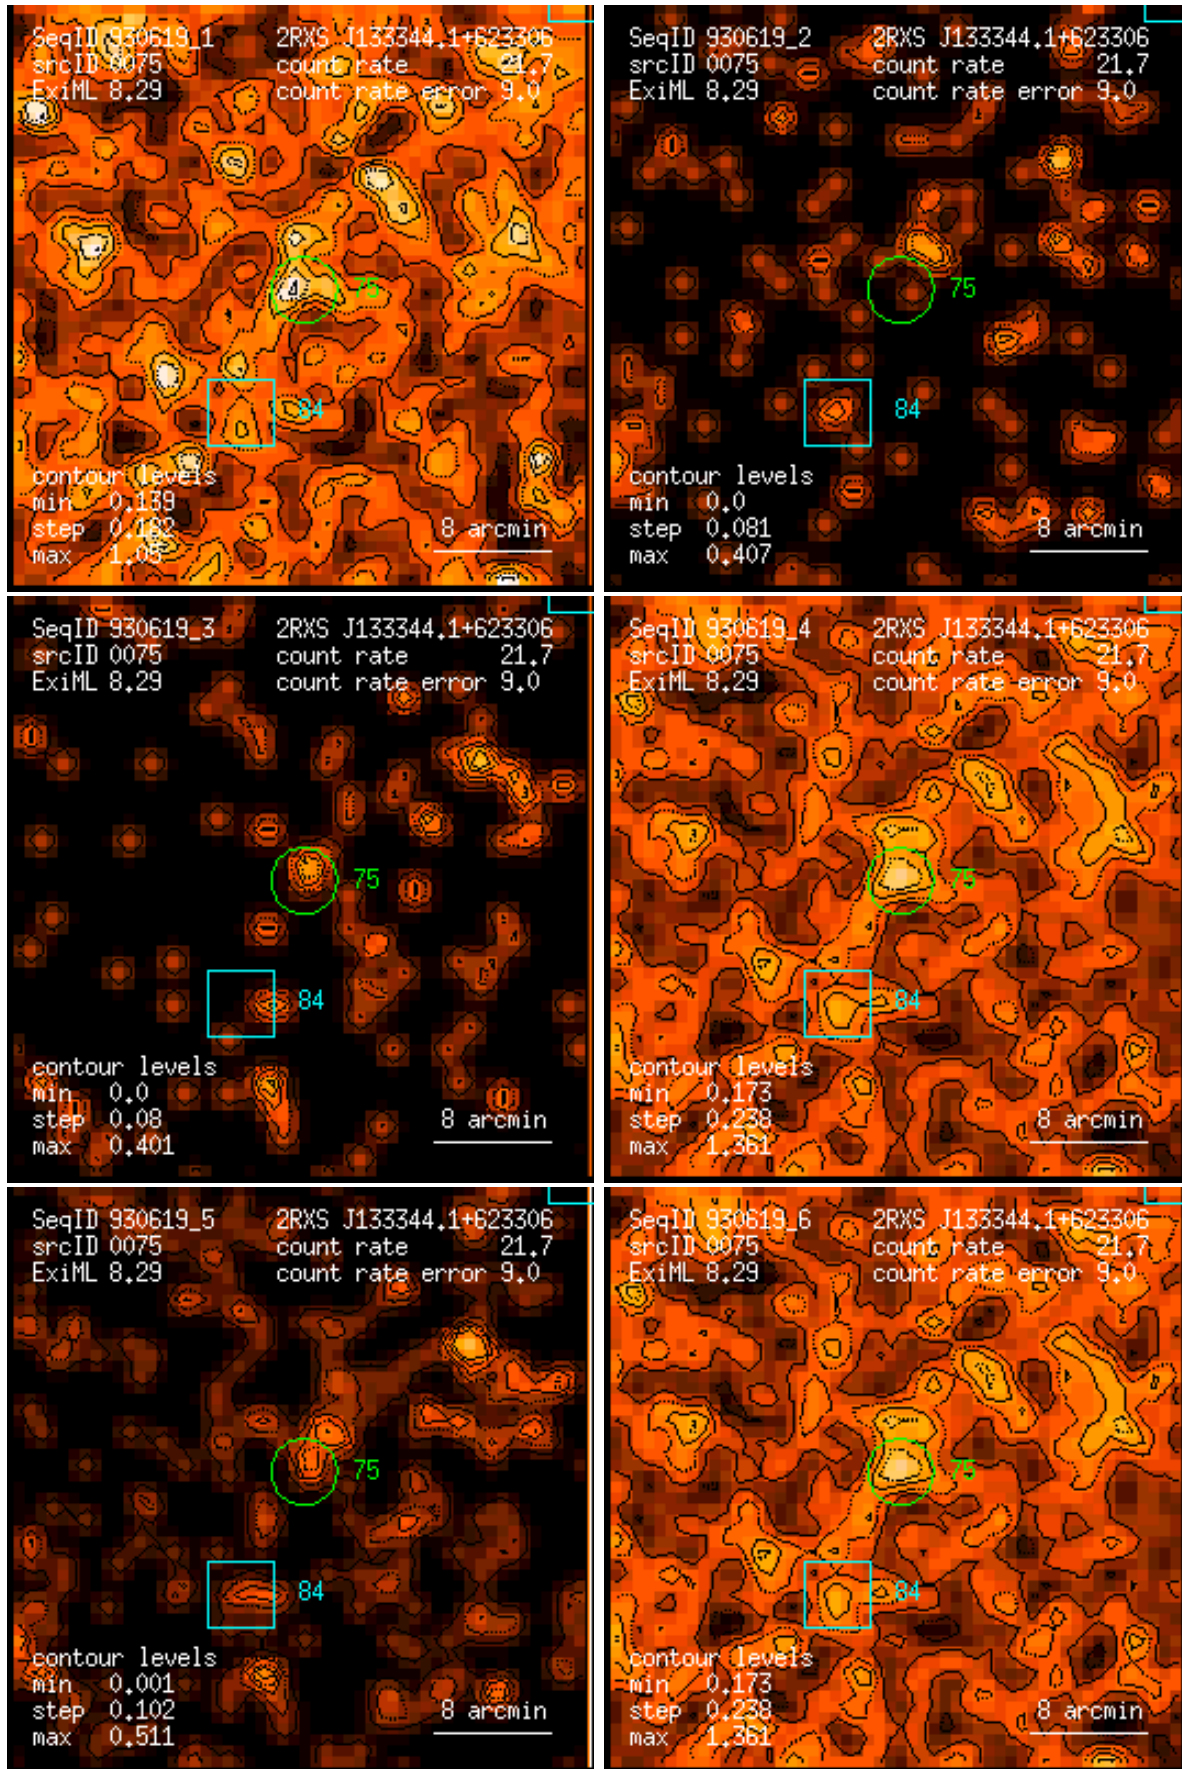 SeqID 930619_1 2RXS J133344.1+623306
srcID 0075 count rate 21.7
ExiML 8.29 count rate error 9.0
75
84
contour levels
min 0.139
step 0.182
max 1.05
8 arcmin
SeqID 930619_2 2RXS J133344.1+623306
srcID 0075 count rate 21.7
ExiML 8.29 count rate error 9.0
75
84
contour levels
min 0.0
step 0.081
max 0.407
8 arcmin
SeqID 930619_3 2RXS J133344.1+623306
srcID 0075 count rate 21.7
ExiML 8.29 count rate error 9.0
75
84
contour levels
min 0.0
step 0.08
max 0.401
8 arcmin
SeqID 930619_4 2RXS J133344.1+623306
srcID 0075 count rate 21.7
ExiML 8.29 count rate error 9.0
75
84
contour levels
min 0.173
step 0.238
max 1.361
8 arcmin
SeqID 930619_5 2RXS J133344.1+623306
srcID 0075 count rate 21.7
ExiML 8.29 count rate error 9.0
75
84
contour levels
min 0.001
step 0.102
max 0.511
8 arcmin
SeqID 930619_6 2RXS J133344.1+623306
srcID 0075 count rate 21.7
ExiML 8.29 count rate error 9.0
75
84
contour levels
min 0.173
step 0.238
max 1.361
8 arcmin